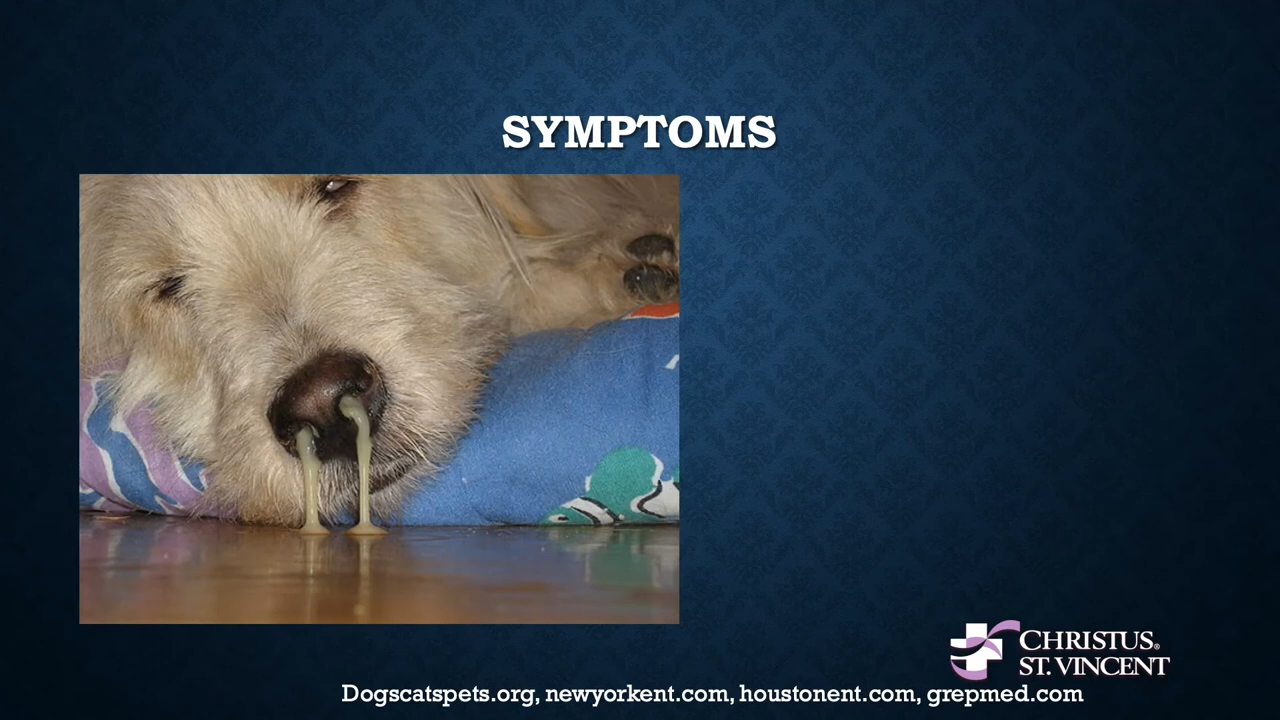 SYMPTOMS
CHRISTUS®
ST. VINCENT
Dogscatspets.org, newyorkent.com, houstonent.com, grepmed.com